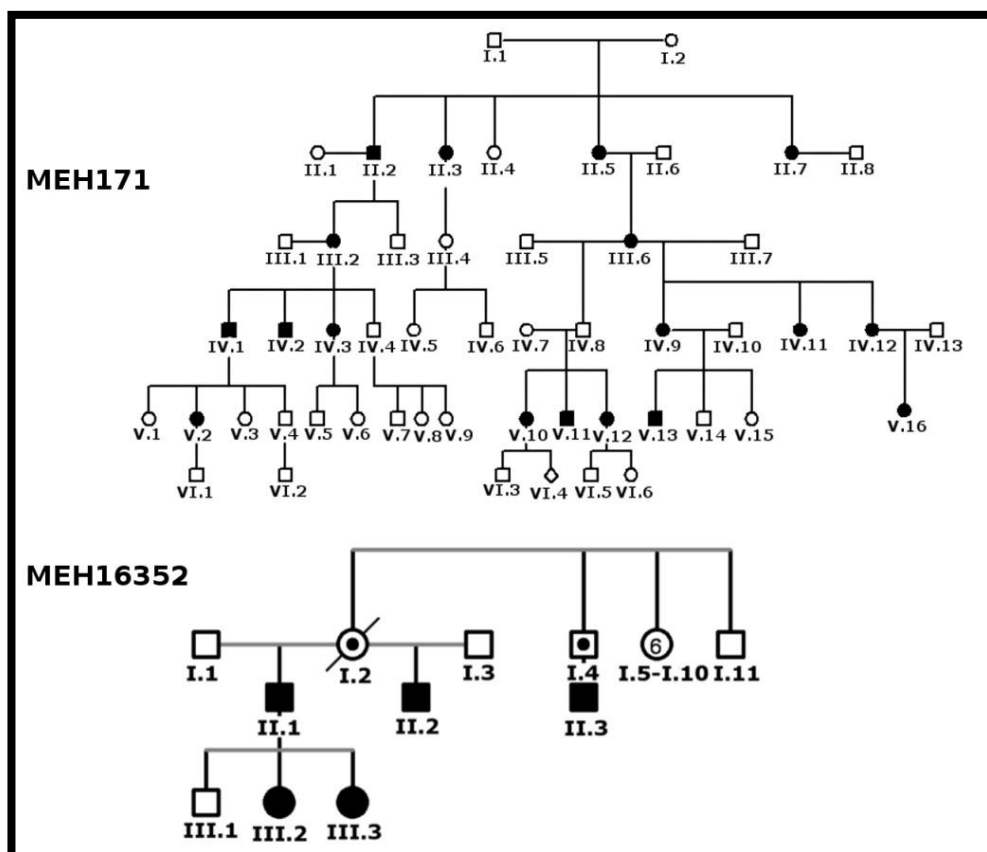 I.1 I.2
MEH171
II.1 II.2 II.3 II.4 II.5 II.6 II.7 II.8
III.1 III.2 III.3 III.4 III.5 III.6 III.7
IV.1 IV.2 IV.3 IV.4 IV.5 IV.6 IV.7 IV.8 IV.9 IV.10 IV.11 IV.12 IV.13
V.1 V.2 V.3 V.4 V.5 V.6 V.7 V.8 V.9 V.10 V.11 V.12 V.13 V.14 V.15 V.16
VI.1 VI.2 VI.3 VI.4 VI.5 VI.6
MEH16352
6
I.1 I.2 I.3 I.4 I.5-I.10 I.11
II.1 II.2 II.3
III.1 III.2 III.3